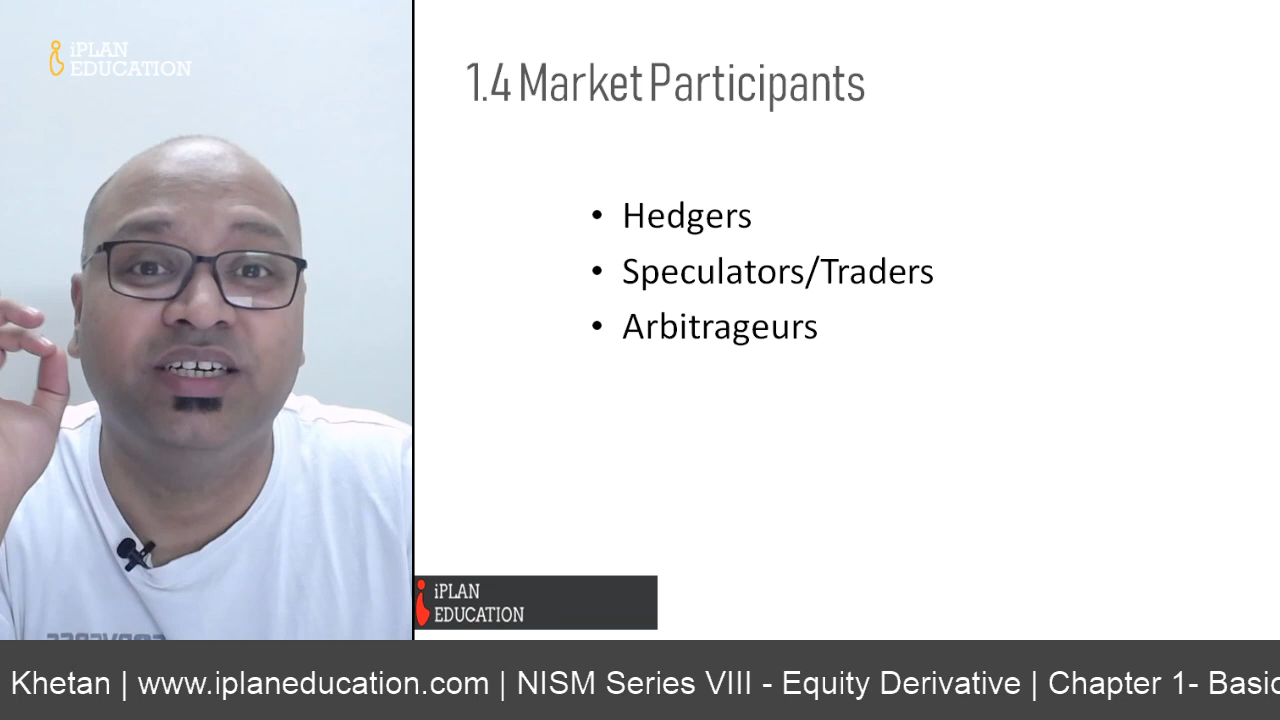 iPLAN
EDUCATION
1.4 Market Participants
• Hedgers
• Speculators/Traders
• Arbitrageurs
iPLAN
EDUCATION
Khetan | www.iplaneducation.com | NISM Series VIII - Equity Derivative | Chapter 1- Basic